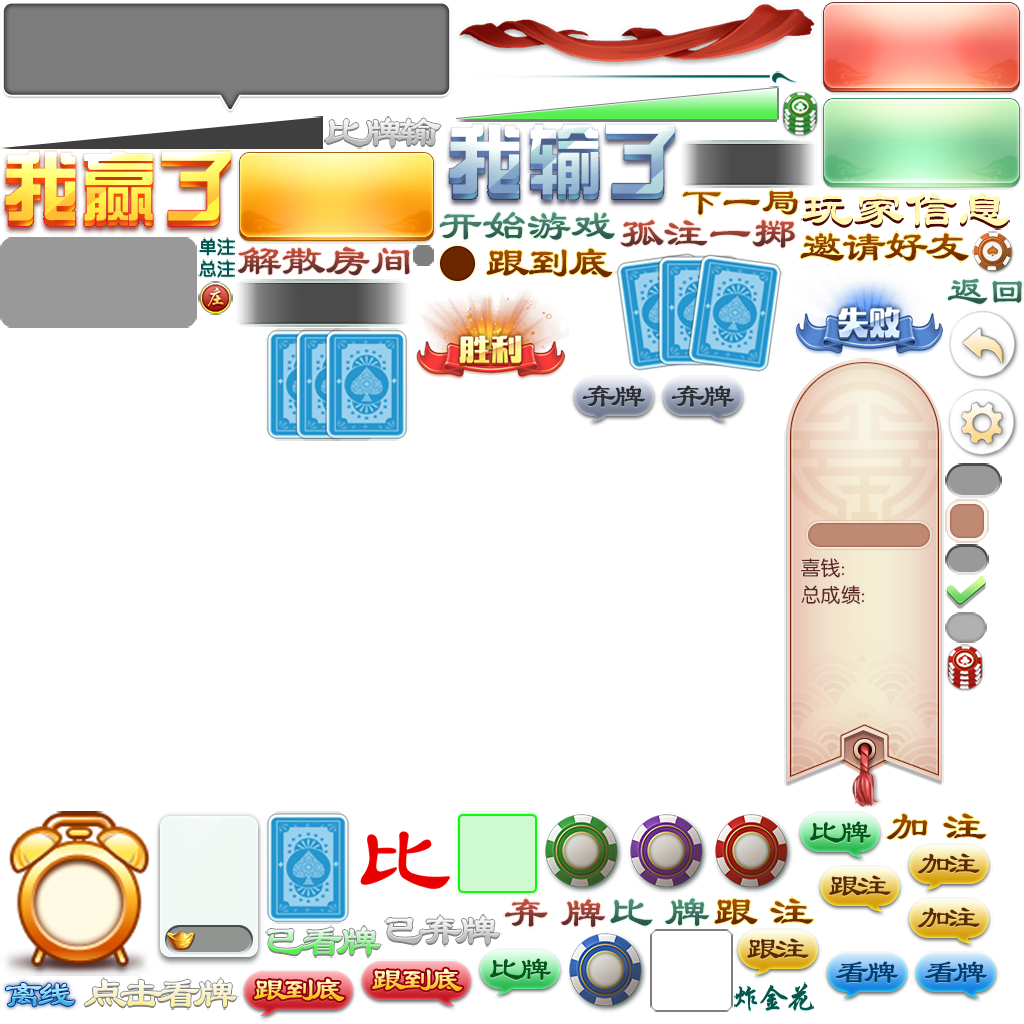 比牌输
我赢了
我输了
下一局
玩家信息
开始游戏
孤注一掷
邀请好友
单注
总注
解散房间
跟到底
庄
返回
失败
胜利
弃牌
弃牌
喜钱:
总成绩:
比
比牌
加 注
加注
跟注
弃 牌
比 牌
跟 注
加注
已弃牌
已看牌
跟注
比牌
看牌
看牌
跟到底
跟到底
离线
点击看牌
炸金花